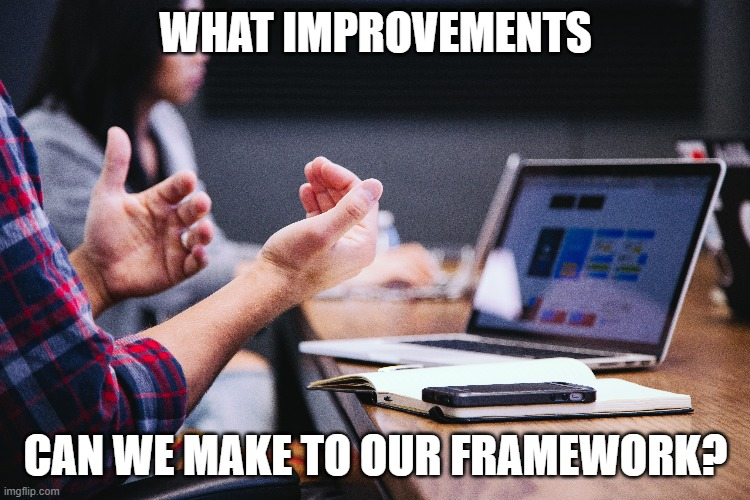 WHAT IMPROVEMENTS
CAN WE MAKE TO OUR FRAMEWORK?
imgflip.com